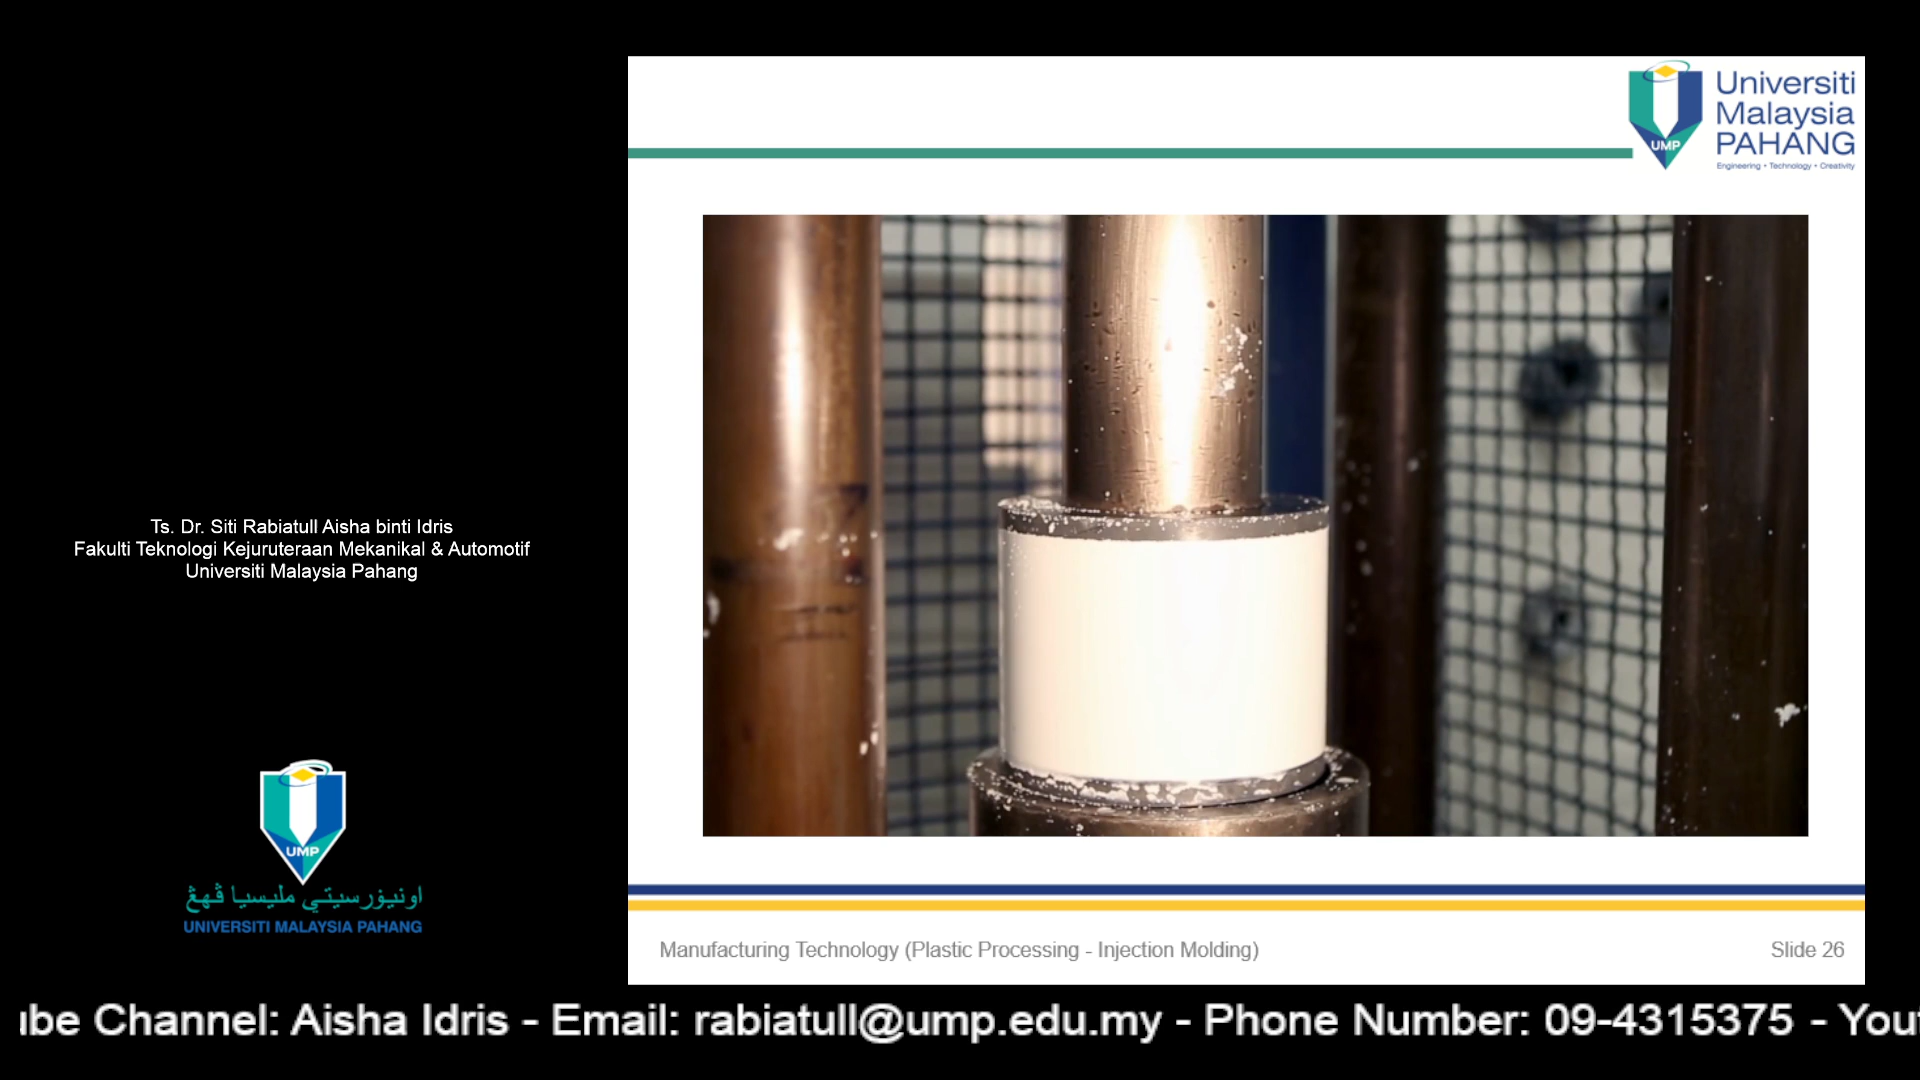 Universiti
Malaysia
PAHANG
Engineering • Technology • Creativity
UMP
Ts. Dr. Siti Rabiatull Aisha binti Idris
Fakulti Teknologi Kejuruteraan Mekanikal & Automotif
Universiti Malaysia Pahang
UMP
اونيۏرسيتي مليسيا ڤهڠ
UNIVERSITI MALAYSIA PAHANG
Manufacturing Technology (Plastic Processing - Injection Molding)
Slide 26
ube Channel: Aisha Idris - Email: rabiatull@ump.edu.my - Phone Number: 09-4315375 - You